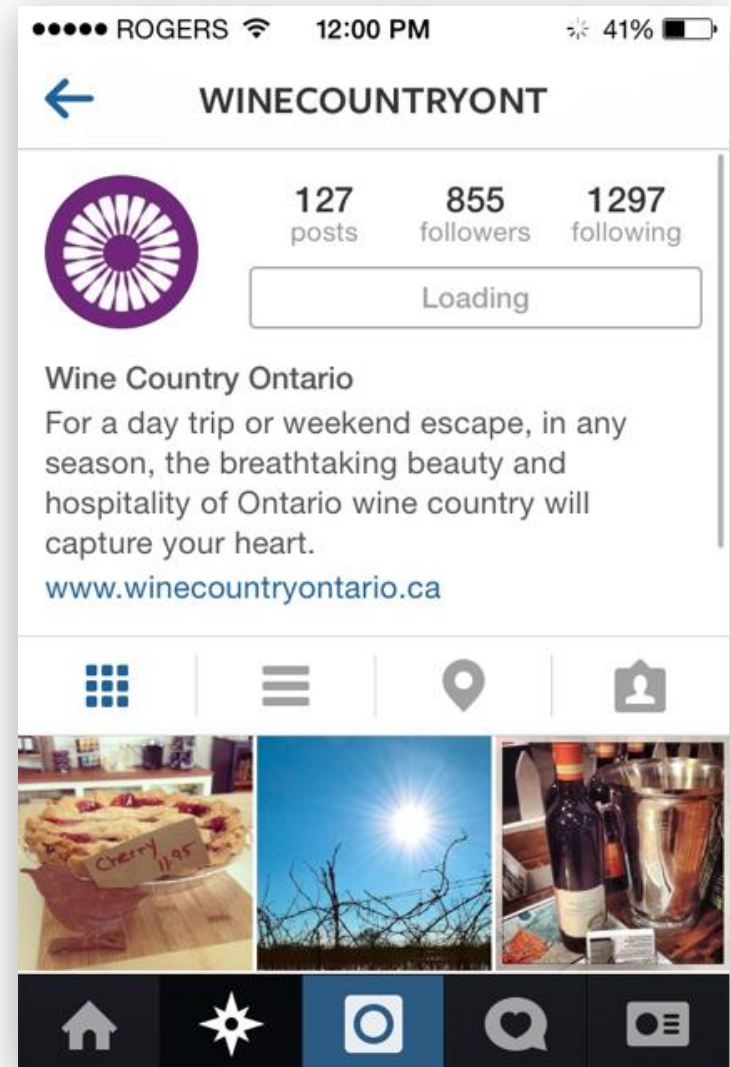 ROGERS 12:00 PM 41%
WINECOUNTRYONT
127 855 1297
posts followers following
Loading
Wine Country Ontario
For a day trip or weekend escape, in any
season, the breathtaking beauty and
hospitality of Ontario wine country will
capture your heart.
www.winecountryontario.ca
Cherry
11.95